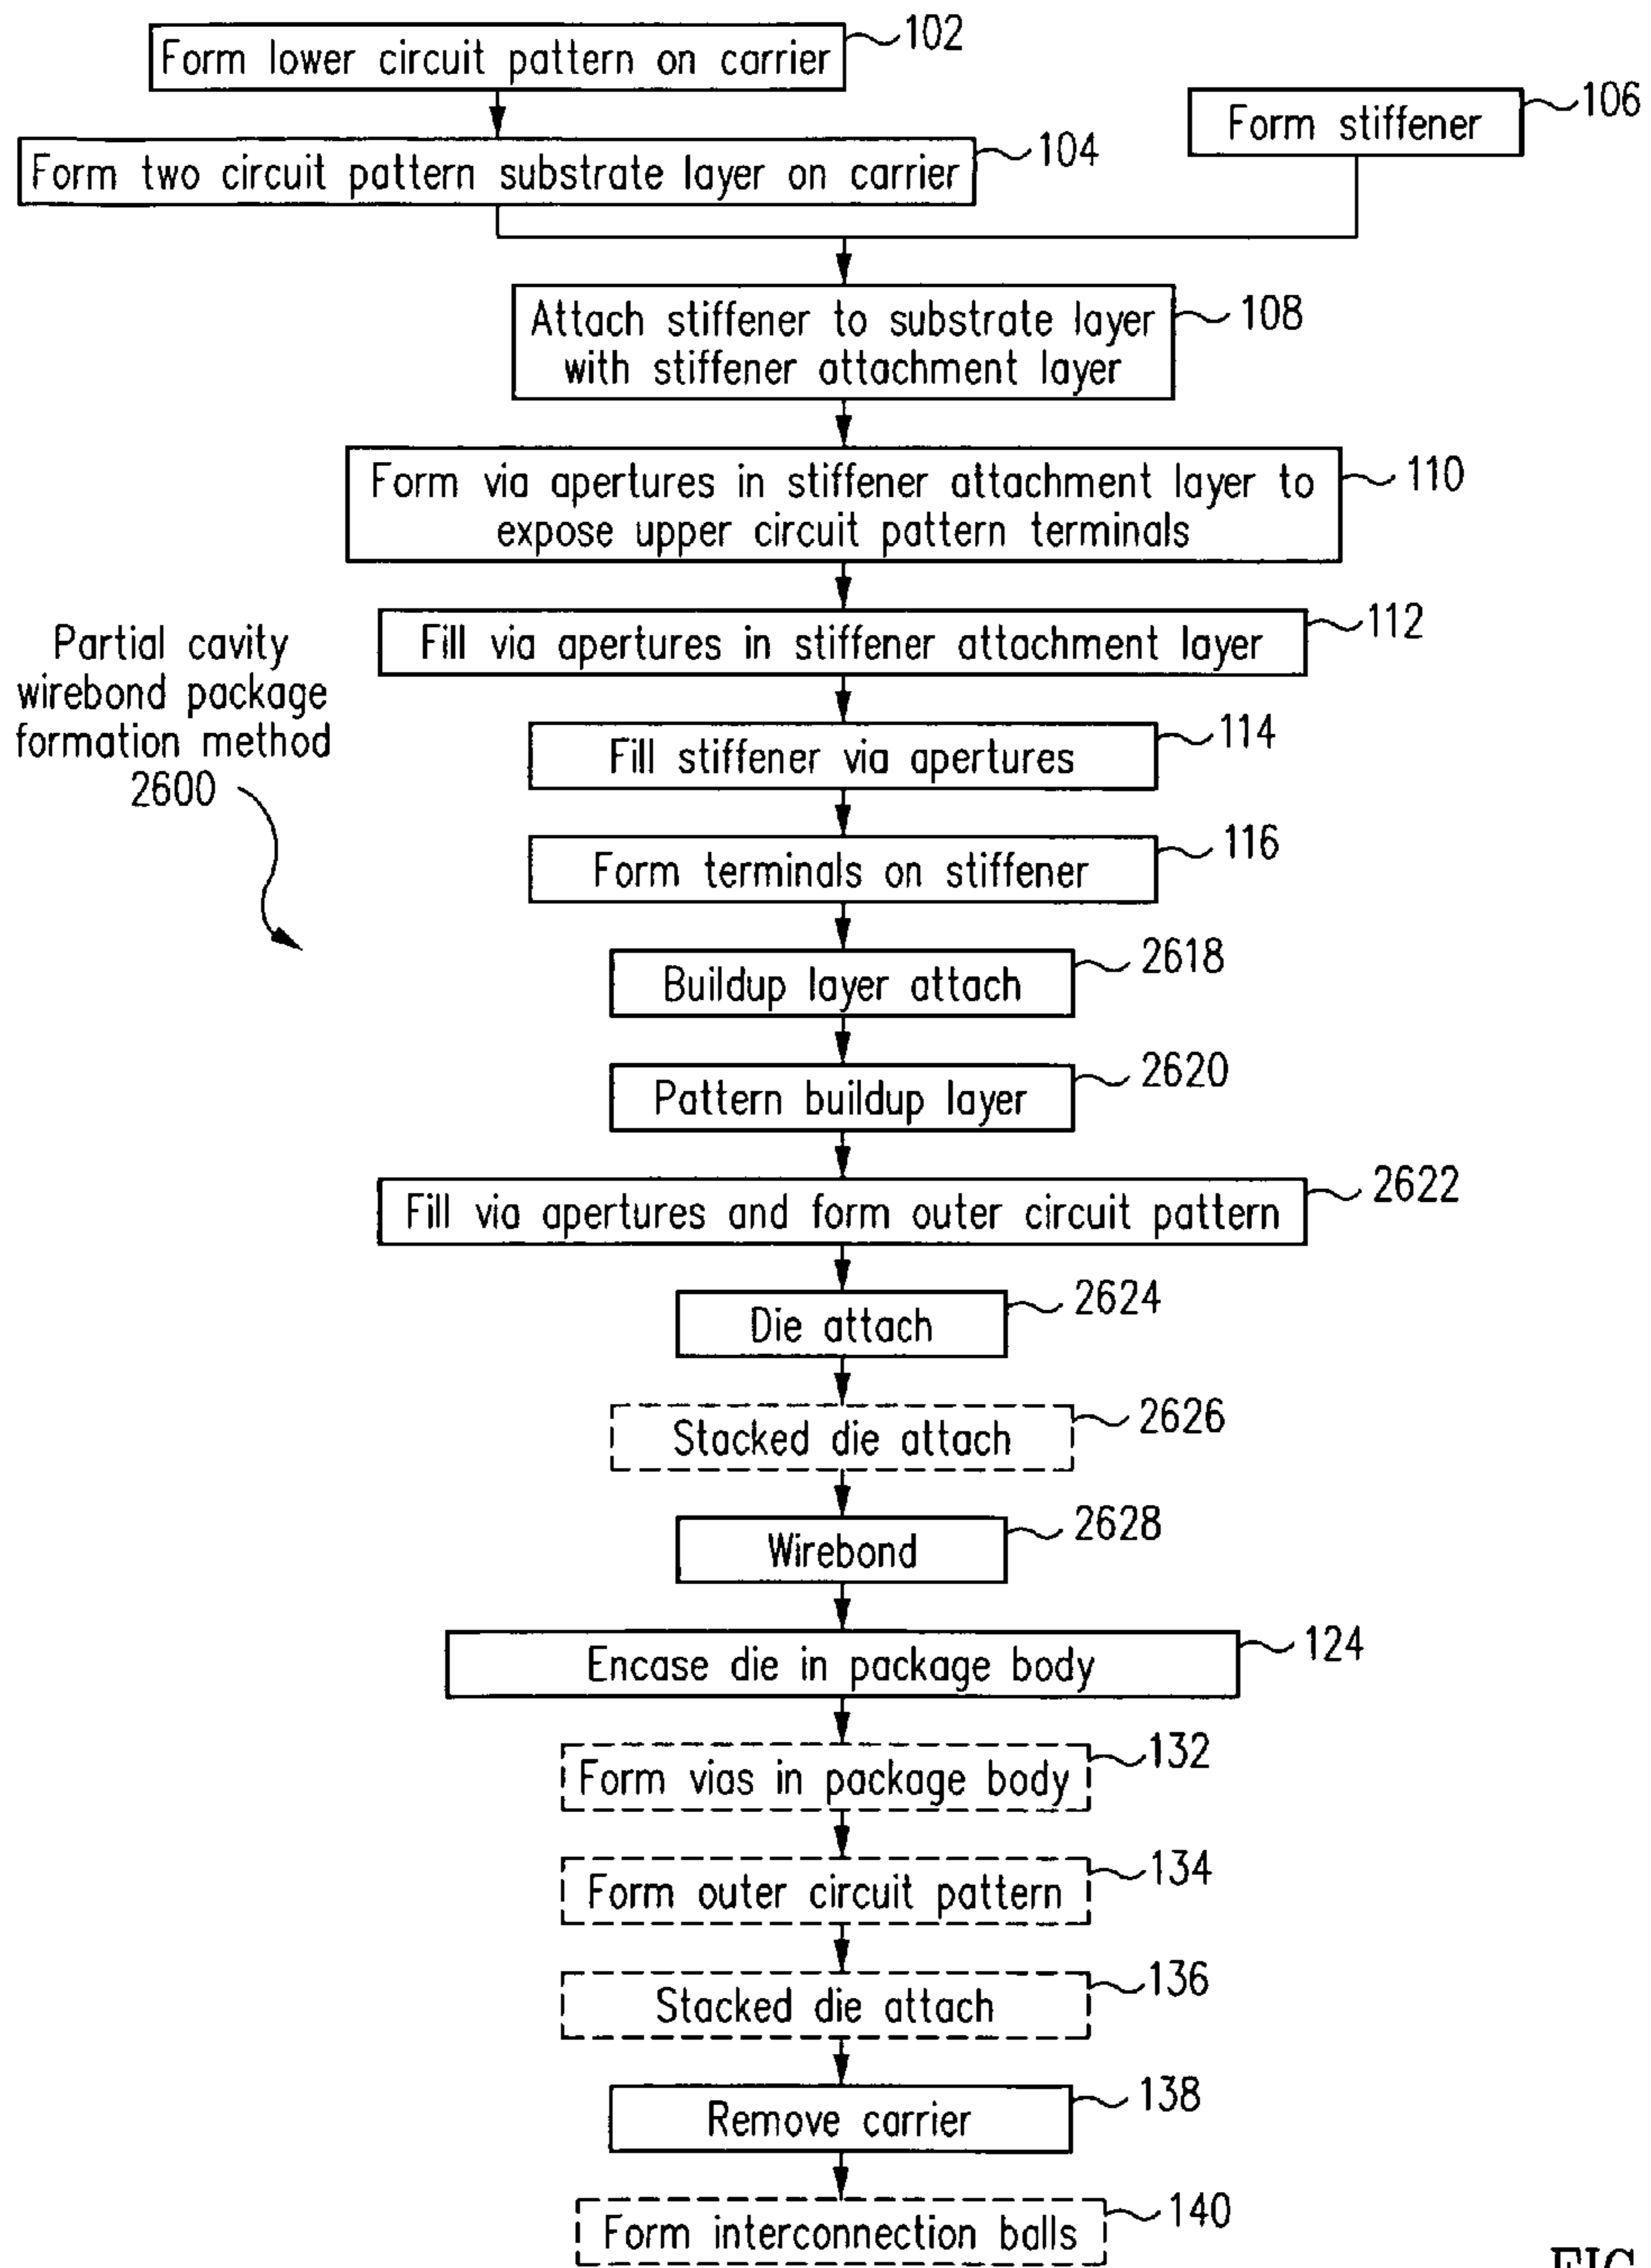 Form lower circuit pattern on carrier
102
Form stiffener
106
Form two circuit pattern substrate layer on carrier
104
Attach stiffener to substrate layer
with stiffener attachment layer
108
Form via apertures in stiffener attachment layer to
expose upper circuit pattern terminals
110
Fill via apertures in stiffener attachment layer
112
Partial cavity
wirebond package
formation method
2600
Fill stiffener via apertures
114
Form terminals on stiffener
116
Buildup layer attach
2618
Pattern buildup layer
2620
Fill via apertures and form outer circuit pattern
2622
Die attach
2624
Stacked die attach
2626
Wirebond
2628
Encase die in package body
124
Form vias in package body
132
Form outer circuit pattern
134
Stacked die attach
136
Remove carrier
138
Form interconnection balls
140